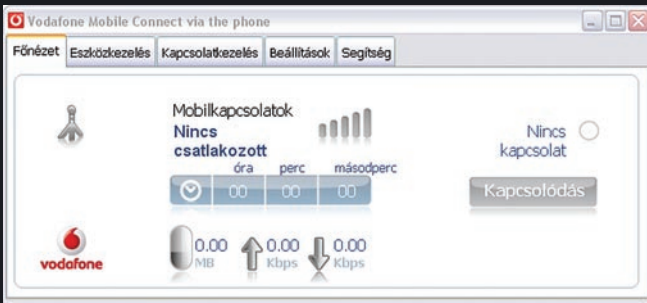 Vodafone Mobile Connect via the phone
Főnézet Eszközkezelés Kapcsolatkezelés Beállítások Segítség
Mobilkapcsolatok
Nincs
csatlakozott
Nincs
kapcsolat
óra perc másodperc
00 00 00
Kapcsolódás
vodafone
0.00 0.00 0.00
MB Kbps Kbps